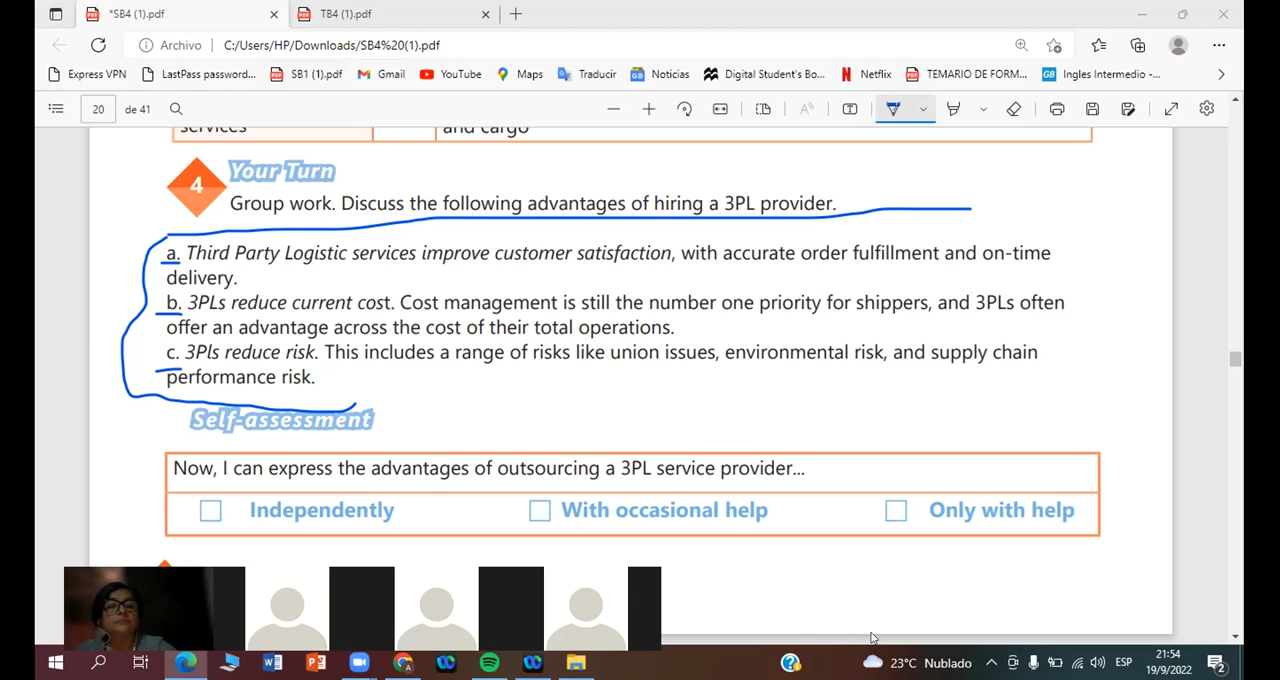 *SB4 (1).pdf
TB4 (1).pdf
Archivo
C:/Users/HP/Downloads/SB4%20(1).pdf
Express VPN
LastPass password...
SB1 (1).pdf
Gmail
YouTube
Maps
Traducir
Noticias
Digital Student's Bo...
Netflix
TEMARIO DE FORM...
Ingles Intermedio -...
20 de 41
services
and cargo
4
Your Turn
Group work. Discuss the following advantages of hiring a 3PL provider.
a. Third Party Logistic services improve customer satisfaction, with accurate order fulfillment and on-time
delivery.
b. 3PLs reduce current cost. Cost management is still the number one priority for shippers, and 3PLs often
offer an advantage across the cost of their total operations.
c. 3Pls reduce risk. This includes a range of risks like union issues, environmental risk, and supply chain
performance risk.
Self-assessment
Now, I can express the advantages of outsourcing a 3PL service provider...
Independently
With occasional help
Only with help
23°C Nublado
ESP
21:54
19/9/2022
2